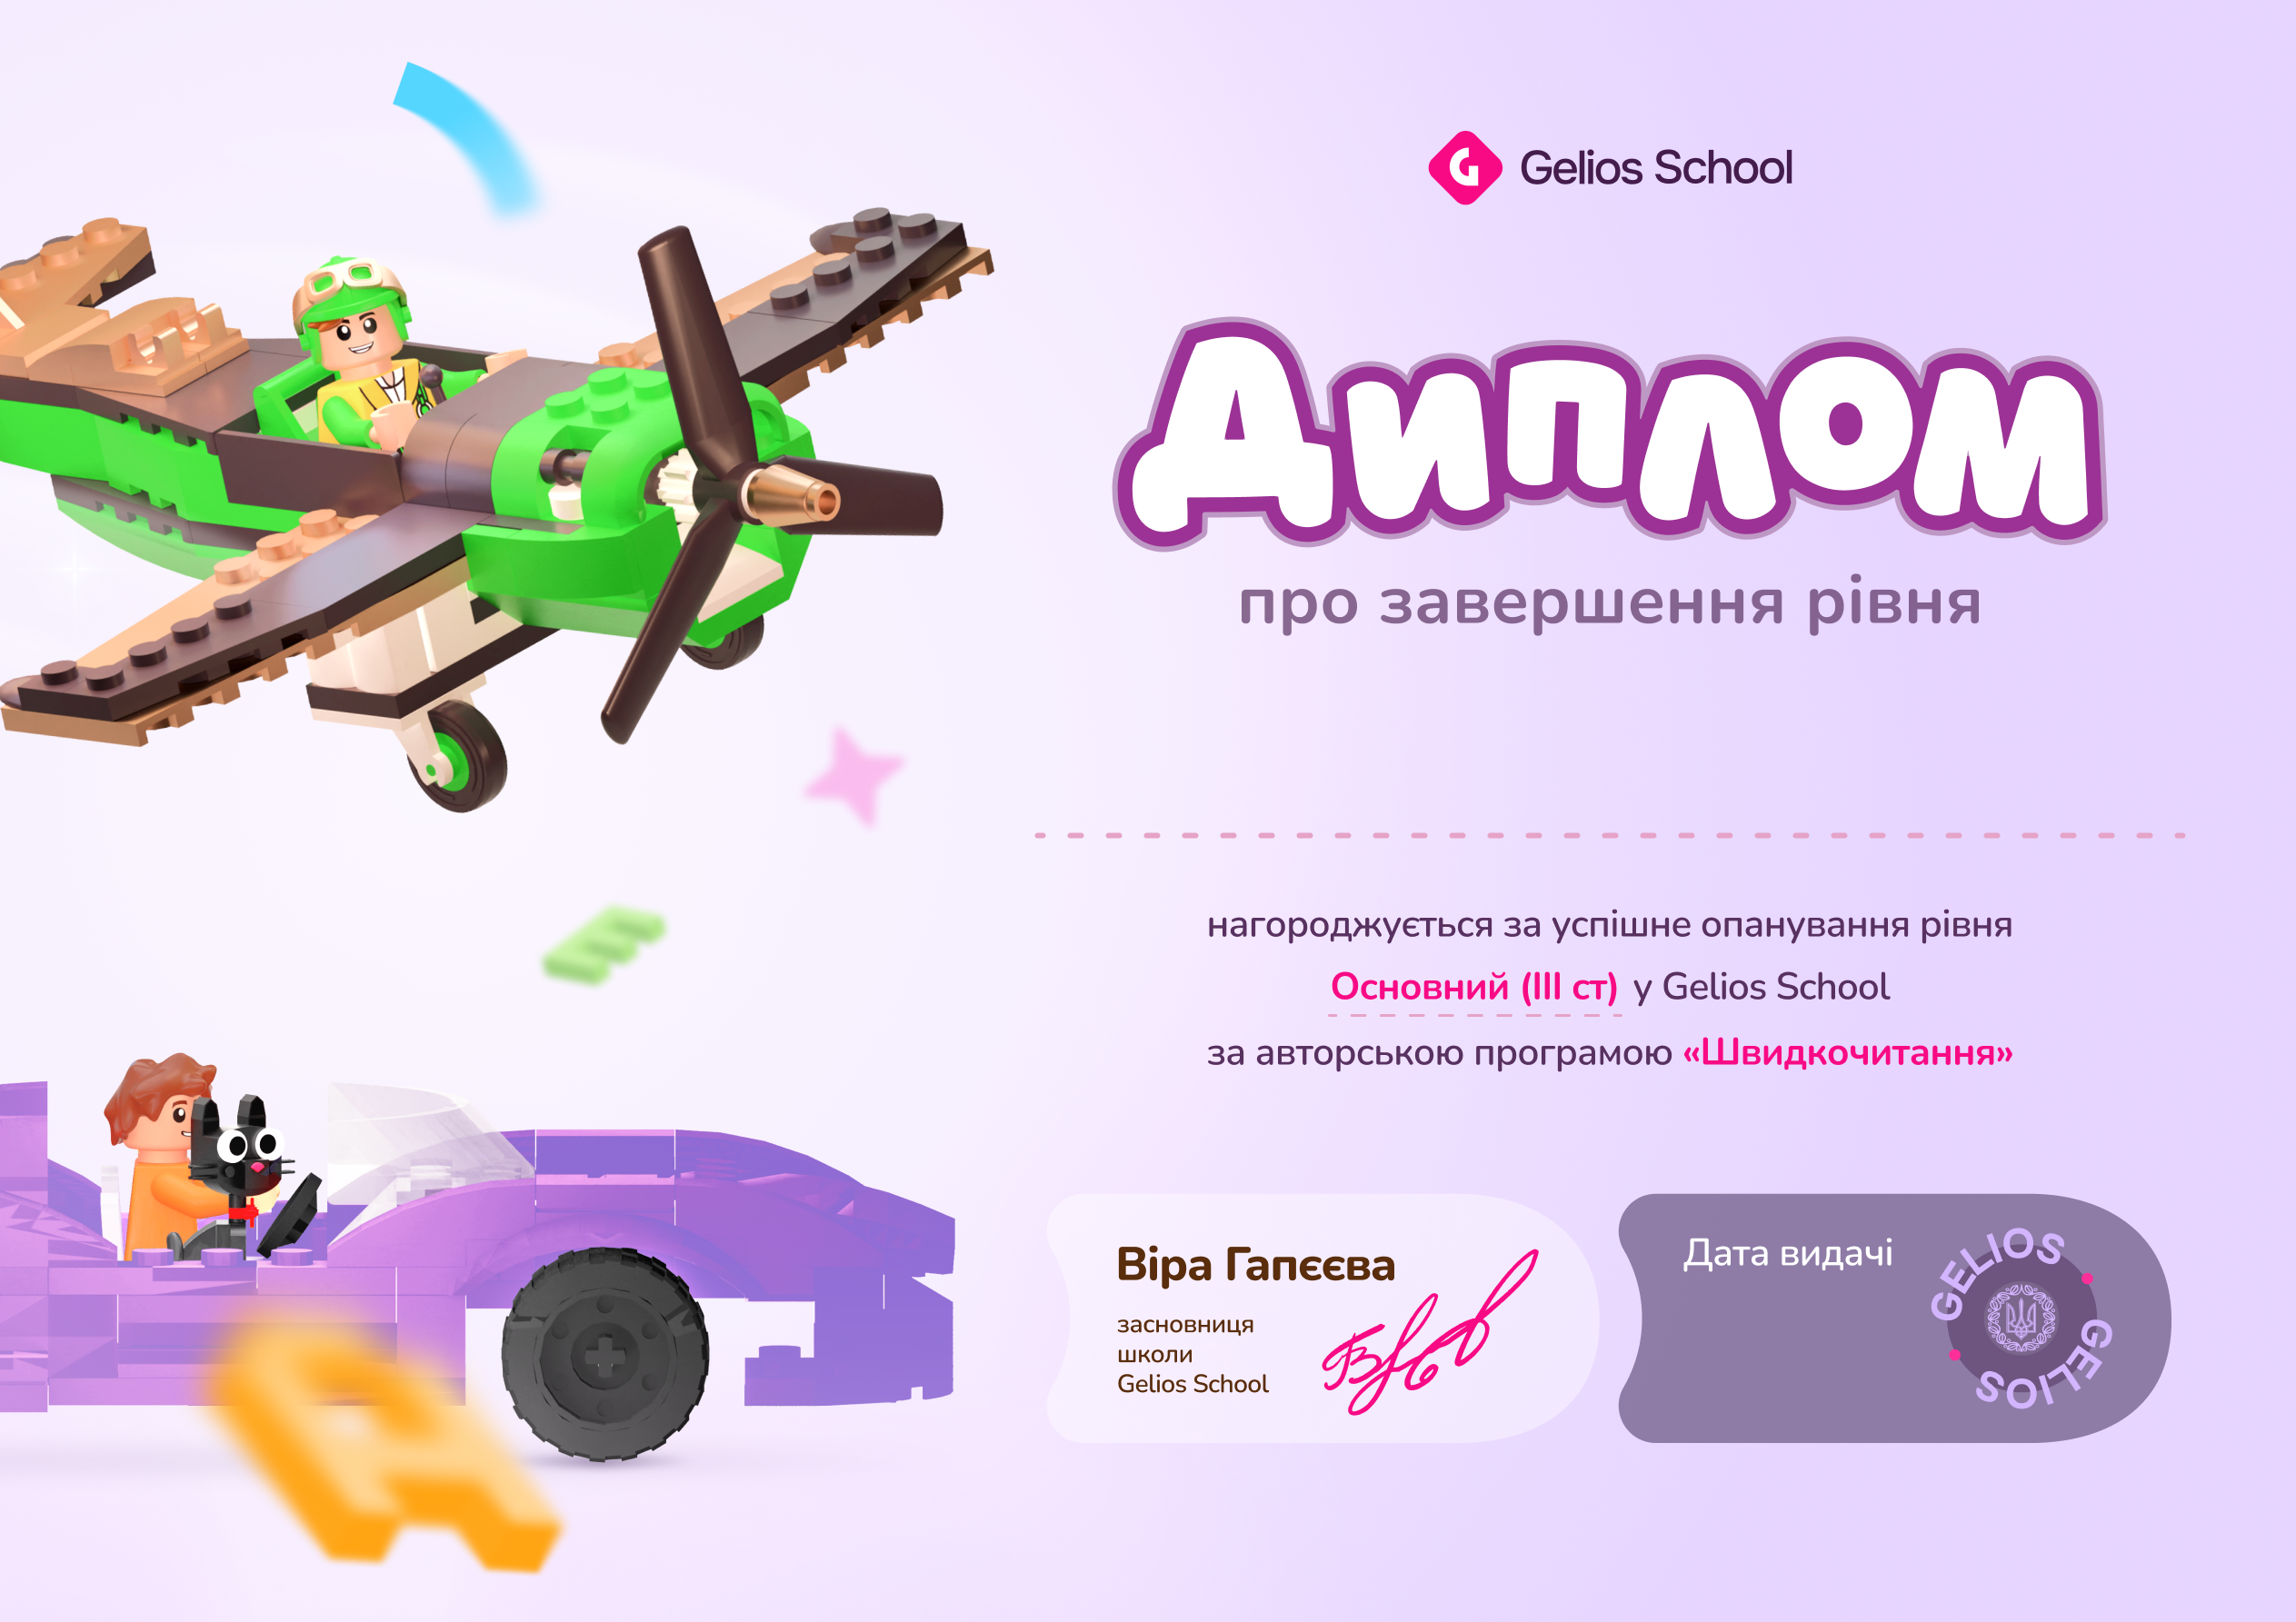 Gelios School
Диплом
про завершення рівня
нагороджується за успішне опанування рівня
Основний (III ст) у Gelios School
за авторською програмою «Швидкочитання»
Віра Гапєєва
засновниця
школи
Gelios School
Дата видачі
GELIOS
GELIOS